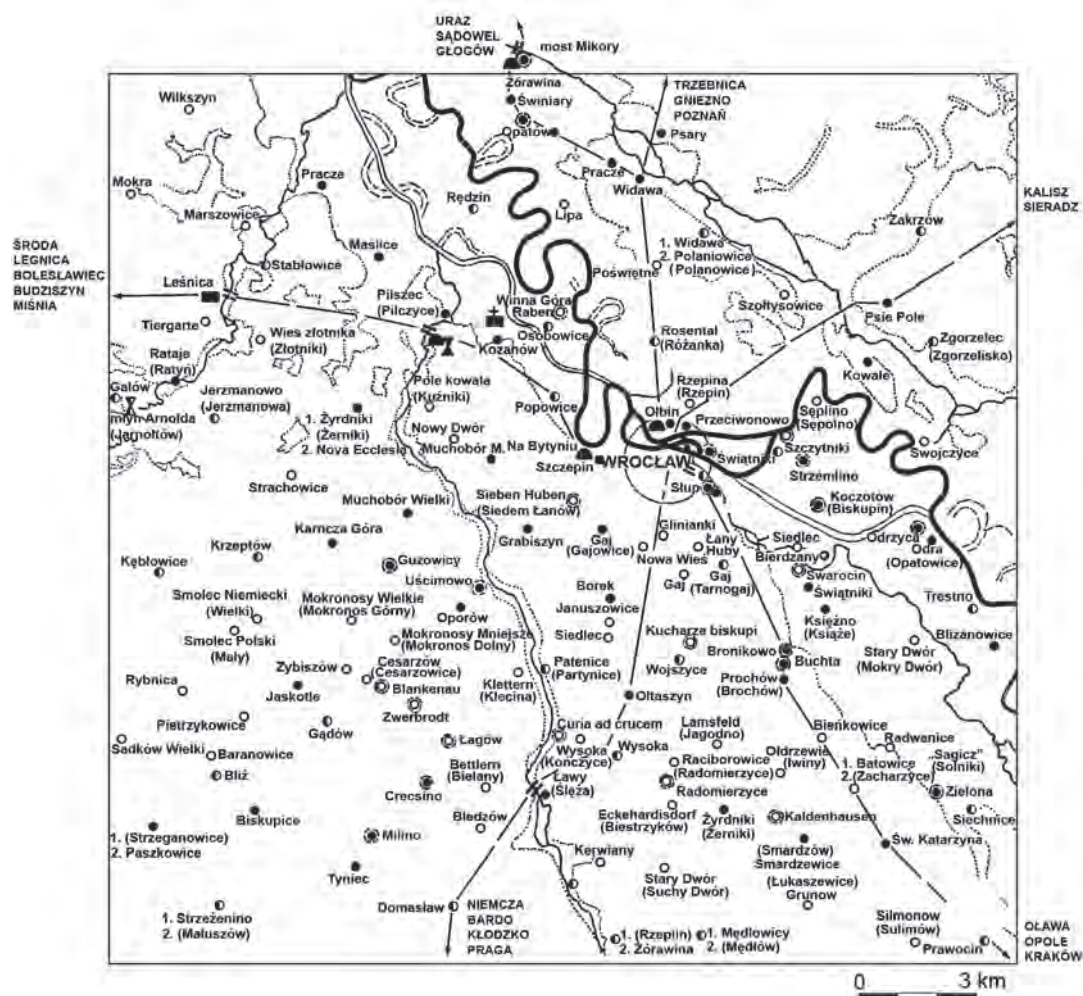 URAZ
SĄDOWEL
GŁOGÓW
most Mikory
Żórawina
TRZEBNICA
GNIEZNO
POZNAŃ
Wilkszyn
Świniary
Opatów
Psary
Pracze
Pracze
Widawa
Mokra
Rędzin
Lipa
KALISZ
SIERADZ
Marszowice
Zakrzów
1. Widawa
2. Polaniowice
(Polanowice)
ŚRODA
LEGNICA
BOLESŁAWIEC
BUDZISZYN
MIŚNIA
Maslice
Stabłowice
Poświętne
Leśnica
Pilszec
(Pilczyce)
Winna Góra
Raben
Szołtysowice
Psie Pole
Tiergarte
Osobowice
Wies złotnika
(Złotniki)
Kozanów
Rosental
(Różanka)
Zgorzelec
(Zgorzelisko)
Rataje
(Ratyń)
Kowale
Gałów
Jerzmanowo
(Jerzmanowa)
Pole kowala
(Kuźniki)
Rzepina
(Rzepin)
młyn Arnolda
(Jarnołtów)
1. Żyrdniki
(Żerniki)
2. Nova Ecclesia
Popowice
Ołbin
Przeciwonowo
Sęplino
(Sępolno)
Nowy Dwór
Muchobór M.
Na Bytyniu
Szczepin
WROCŁAW
Świątniki
Szczytniki
Swojczyce
Strzemlino
Strachowice
Słup
Muchobór Wielki
Sieben Huben
(Siedem Łanów)
Koczotów
(Biskupin)
Karncza Góra
Grabiszyn
Gaj
(Gajowice)
Glinianki
Łany
Huby
Siedlec
Bierdzany
Odrzyca
Odra
(Opatowice)
Krzeptów
Nowa Wieś
Kębłowice
Guzowicy
Gaj
Gaj
(Tarnogaj)
Swarocin
Uścimowo
Świątniki
Trestno
Smolec Niemiecki
(Wielki)
Mokronosy Wielkie
(Mokronos Górny)
Borek
Januszowice
Oporów
Księżno
(Książe)
Smolec Polski
(Mały)
Mokronosy Mniejsze
(Mokronos Dolny)
Siedlec
Kucharze biskupi
Blizanowice
Bronikowo
Stary Dwór
(Mokry Dwór)
Zybiszów
Cesarzów
(Cesarzowice)
Patenice
(Partynice)
Wojszyce
Buchta
Rybnica
Jaskotle
Blankenau
Klettern
(Klecina)
Prochów
(Brochów)
Ołtaszyn
Zwerbrodt
Pietrzykowice
Gądów
Curia ad crucem
Lamsfeld
(Jagodno)
Bieńkowice
Sadków Wielki
Łagów
Wysoka
(Kończyce)
Wysoka
Radwanice
Baranowice
Raciborowice
(Radomierzyce)
Ołdrzewie
(Iwiny)
Bettlern
(Bielany)
1. Batowice
2. (Zacharzyce)
"Sagicz"
(Solniki)
Bliż
Ławy
(Ślęża)
Radomierzyce
Crecsino
Zielona
Eckehardisdorf
(Biestrzyków)
Żyrdniki
(Żerniki)
Kaldenhausen
Siechnice
Biskupice
Bledzów
1. (Strzeganowice)
2. Paszkowice
Milino
(Smardzów)
Smardzewice
Św. Katarzyna
Kerwiany
Tyniec
Stary Dwór
(Suchy Dwór)
(Łukaszewice)
Grunow
Domasław
NIEMCZA
BARDO
KŁODZKO
PRAGA
1. Strzeżenino
2. (Małuszów)
Silmonow
(Sulimów)
1. (Rzeplin)
2. Żórawina
1. Mędlowicy
2. (Mędłów)
Prawocin
OŁAWA
OPOLE
KRAKÓW
0 3 km